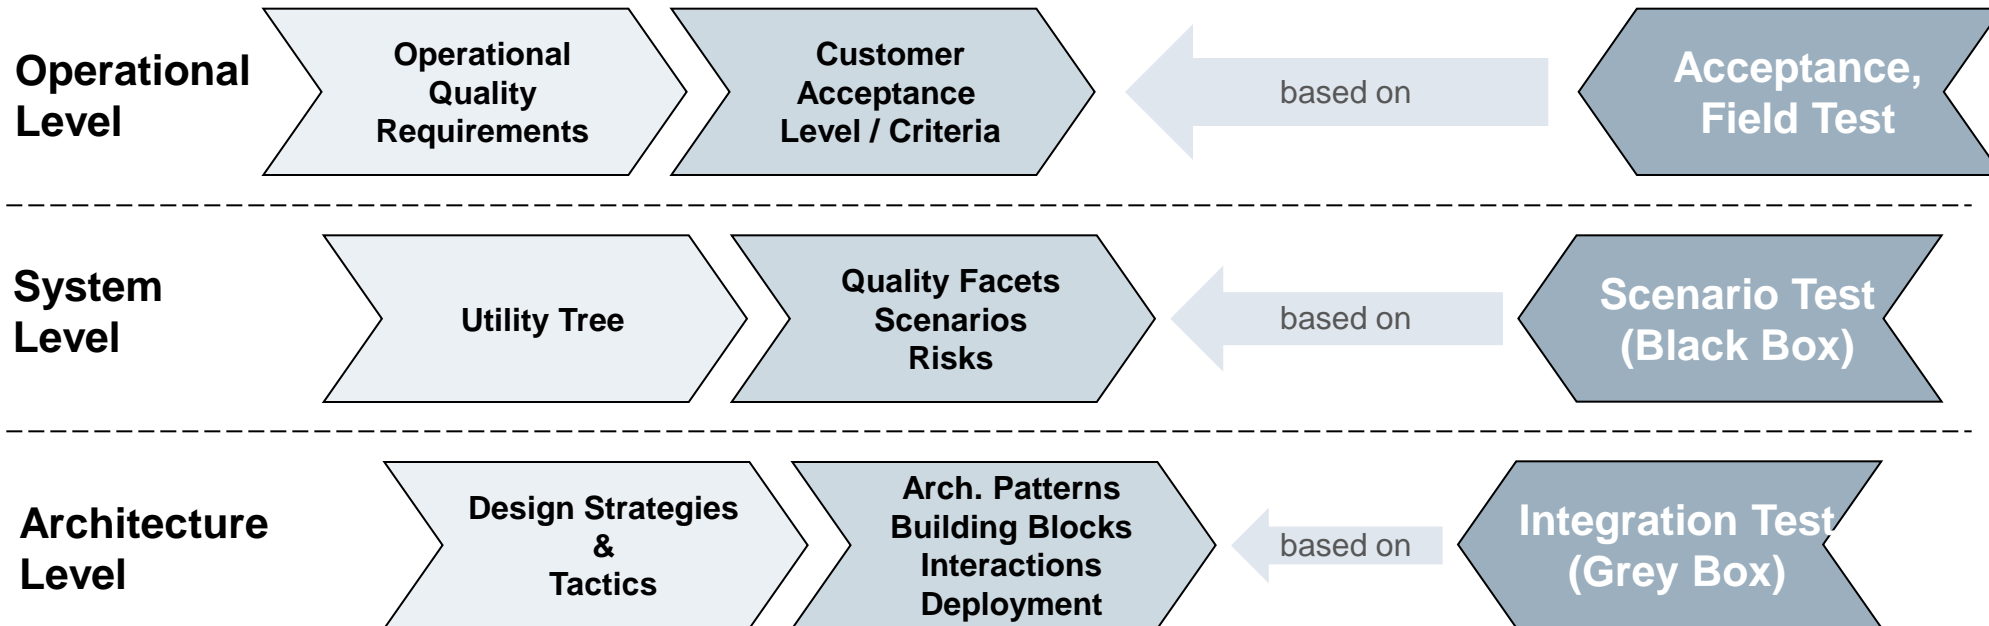 Operational
Level
Operational
Quality
Requirements
Customer
Acceptance
Level / Criteria
based on
Acceptance,
Field Test
System
Level
Utility Tree
Quality Facets
Scenarios
Risks
based on
Scenario Test
(Black Box)
Architecture
Level
Design Strategies
&
Tactics
Arch. Patterns
Building Blocks
Interactions
Deployment
based on
Integration Test
(Grey Box)